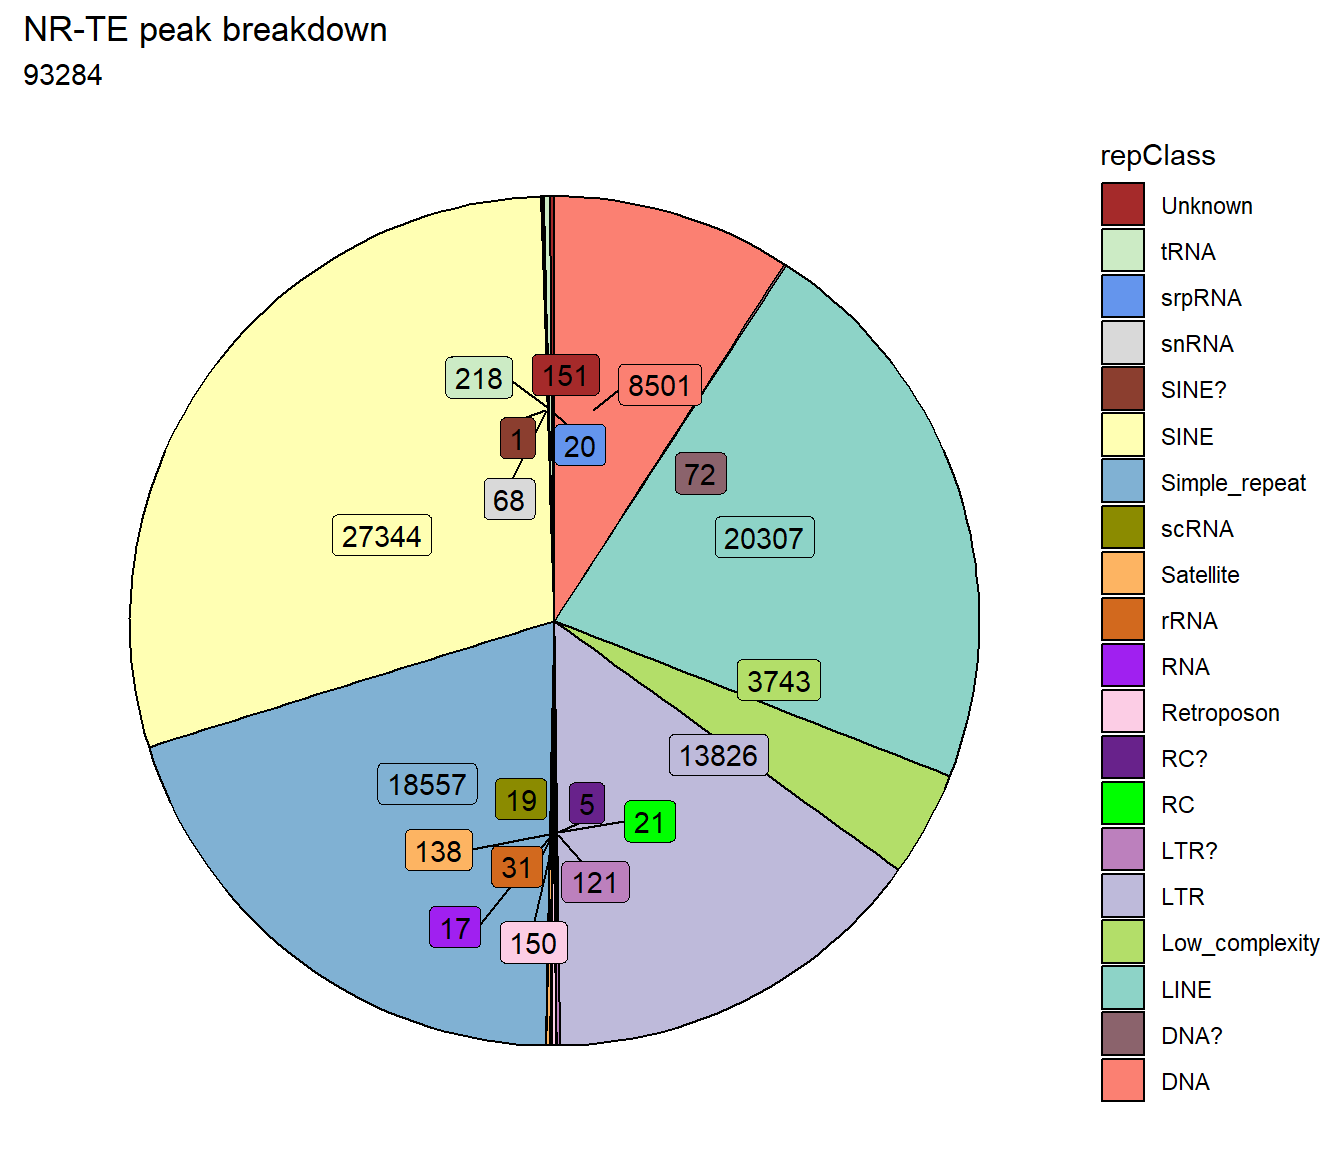 NR-TE peak breakdown
93284
repClass
Unknown
tRNA
srpRNA
snRNA
SINE?
SINE
Simple_repeat
scRNA
Satellite
rRNA
RNA
Retroposon
RC?
RC
LTR?
LTR
Low_complexity
LINE
DNA?
DNA
151
218
8501
1
20
72
68
27344
20307
3743
13826
18557
19
5
21
138
31
121
17
150